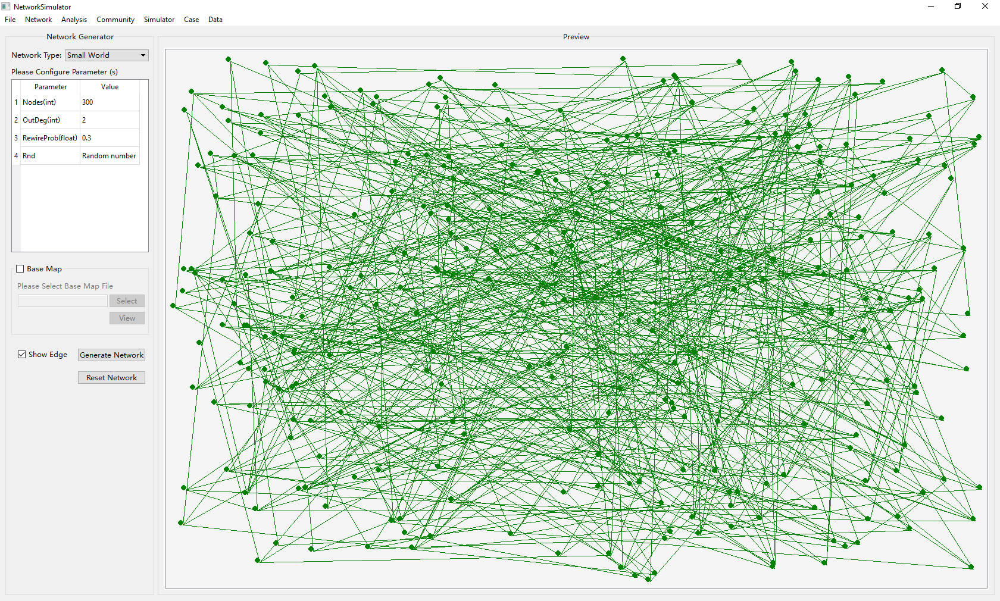 NetworkSimulator
File Network Analysis Community Simulator Case Data
Network Generator
Network Type: Small World
Please Configure Parameter (s)
Parameter Value
1 Nodes(int) 300
2 OutDeg(int) 2
3 RewireProb(float) 0.3
4 Rnd Random number
Base Map
Please Select Base Map File
Select
View
Show Edge Generate Network
Reset Network
Preview